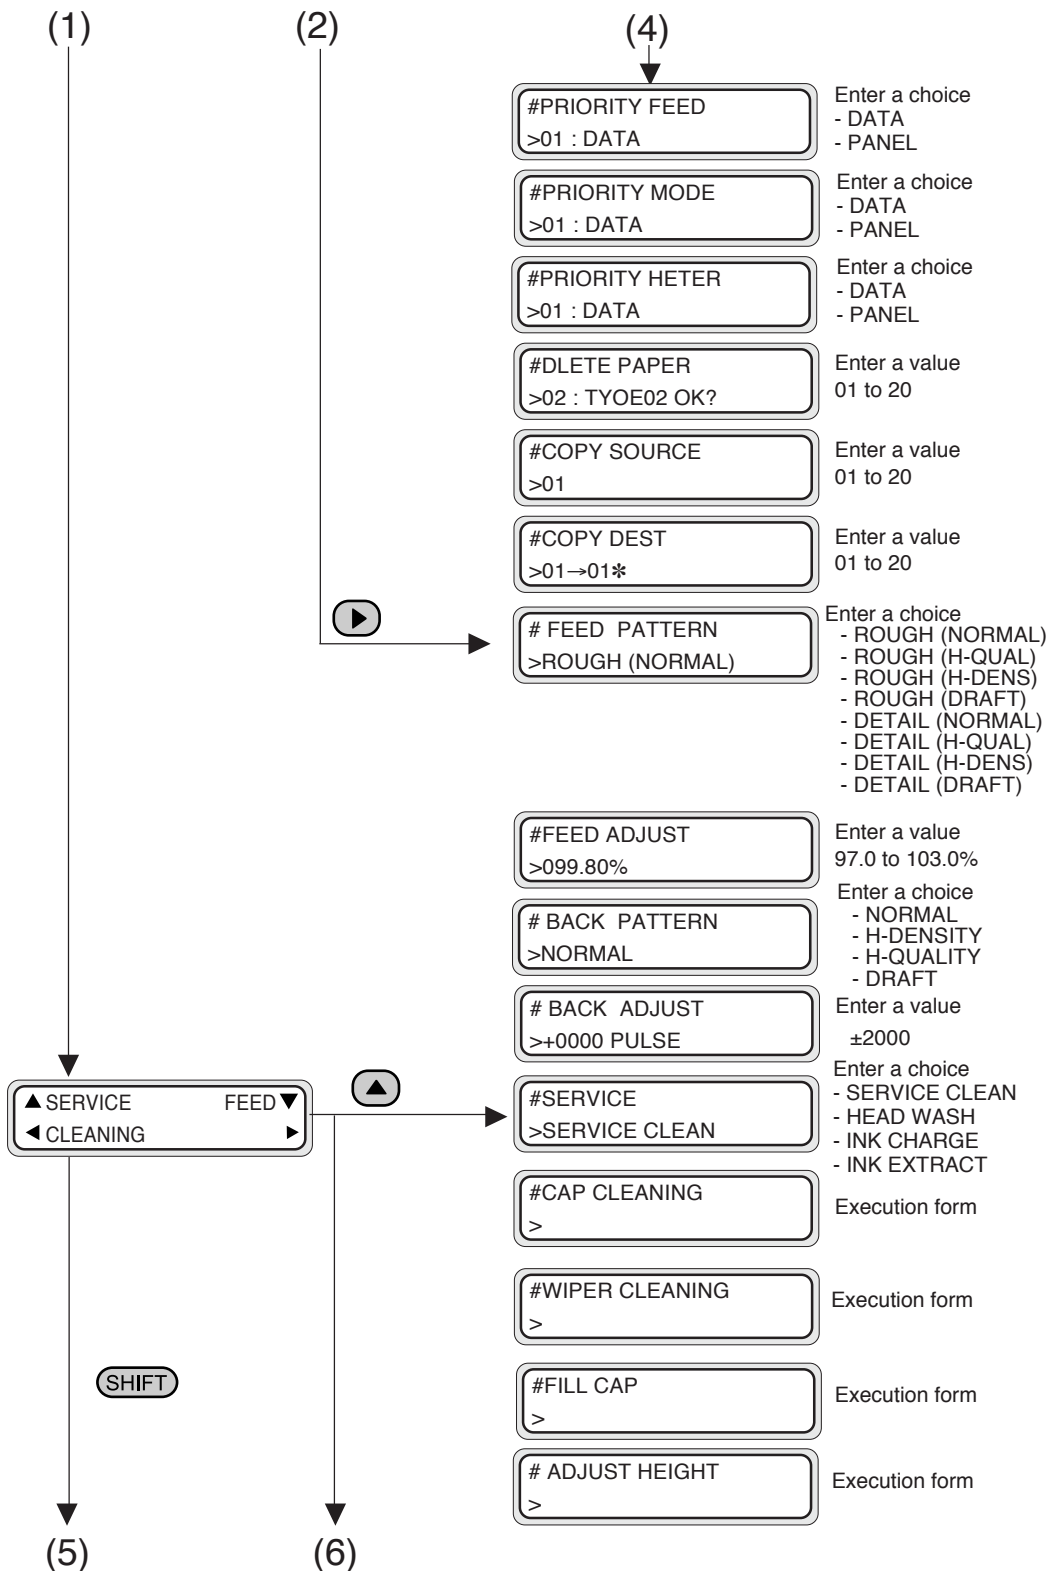 (1)
(2)
(4)
#PRIORITY FEED
>01 : DATA
Enter a choice
- DATA
- PANEL
#PRIORITY MODE
>01 : DATA
Enter a choice
- DATA
- PANEL
#PRIORITY HETER
>01 : DATA
Enter a choice
- DATA
- PANEL
#DLETE PAPER
>02 : TYOE02 OK?
Enter a value
01 to 20
#COPY SOURCE
>01
Enter a value
01 to 20
#COPY DEST
>01→01✻
Enter a value
01 to 20
# FEED PATTERN
>ROUGH (NORMAL)
Enter a choice
- ROUGH (NORMAL)
- ROUGH (H-QUAL)
- ROUGH (H-DENS)
- ROUGH (DRAFT)
- DETAIL (NORMAL)
- DETAIL (H-QUAL)
- DETAIL (H-DENS)
- DETAIL (DRAFT)
#FEED ADJUST
>099.80%
Enter a value
97.0 to 103.0%
# BACK PATTERN
>NORMAL
Enter a choice
- NORMAL
- H-DENSITY
- H-QUALITY
- DRAFT
# BACK ADJUST
>+0000 PULSE
Enter a value
±2000
▲ SERVICE FEED▼
◀ CLEANING ▶
#SERVICE
>SERVICE CLEAN
Enter a choice
- SERVICE CLEAN
- HEAD WASH
- INK CHARGE
- INK EXTRACT
#CAP CLEANING
>
Execution form
#WIPER CLEANING
>
Execution form
SHIFT
#FILL CAP
>
Execution form
# ADJUST HEIGHT
>
Execution form
(5)
(6)